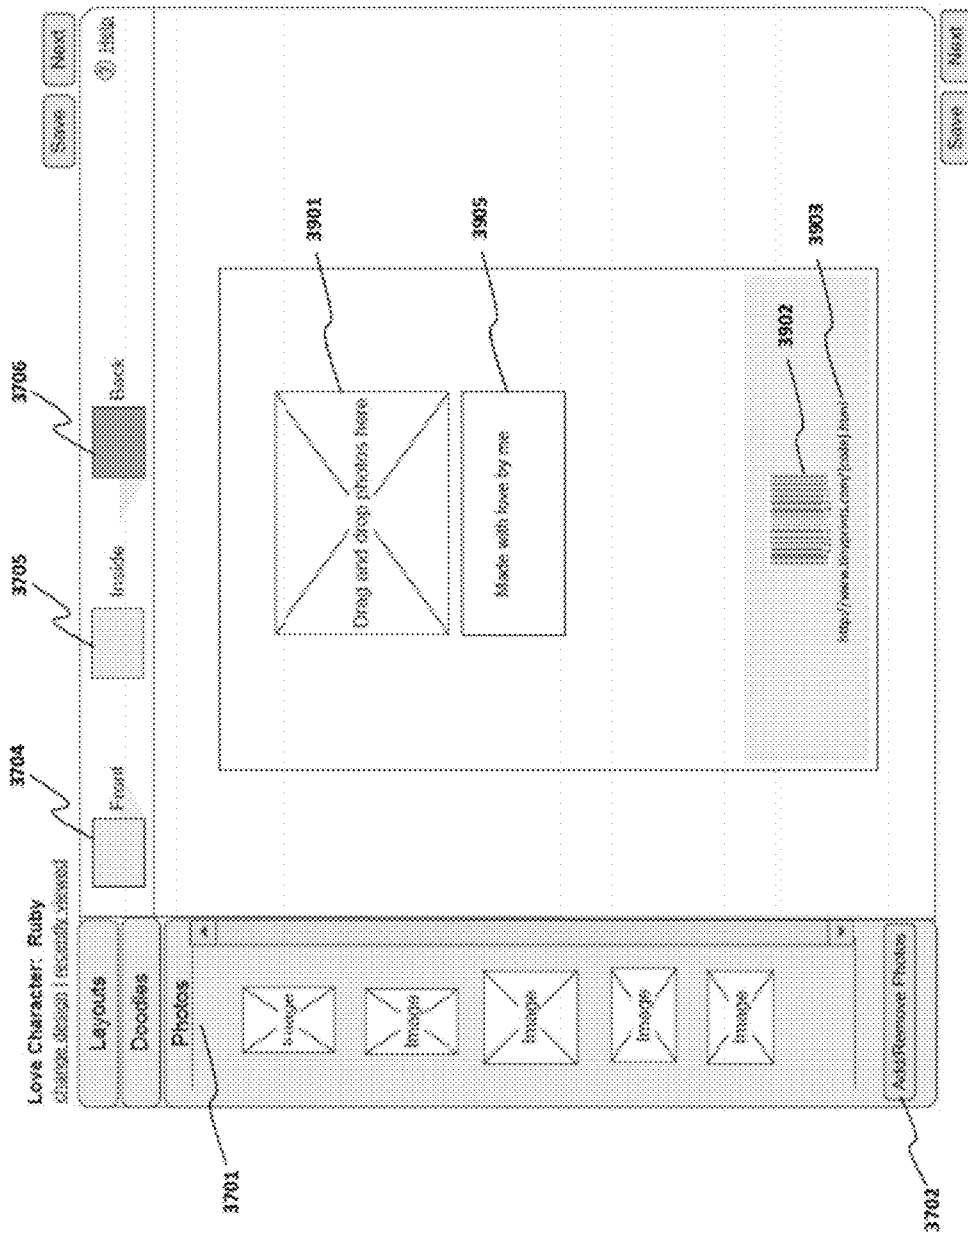 Love Character: Ruby
change design | recently viewed
Save
Next
Layouts
Doodles
Photos
3704
Front
3705
Inside
3706
Back
Help
3701
Image
Image
Image
Image
Image
Add/Remove Photos
3702
Drag and drop photos here
3901
Made with love by me
3905
3902
3903
Save
Next